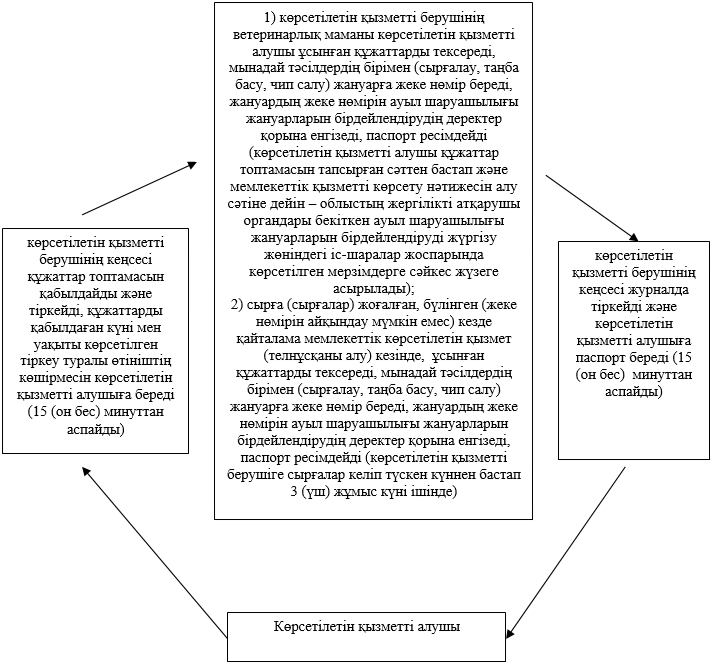 1) көрсетілетін қызметті берушінің
ветеринарлық маманы көрсетілетін қызметті
алушы ұсынған құжаттарды тексереді,
мынадай тәсілдердің бірімен (сырғалау, таңба
басу, чип салу) жануарға жеке нөмір береді,
жануардың жеке нөмірін ауыл шаруашылығы
жануарларын бірдейлендірудің деректер
қорына енгізеді, паспорт ресімдейді
(көрсетілетін қызметті алушы құжаттар
топтамасын тапсырған сәттен бастап және
мемлекеттік қызметті көрсету нәтижесін алу
сәтіне дейін – облыстың жергілікті атқарушы
органдары бекіткен ауыл шаруашылығы
жануарларын бірдейлендіруді жүргізу
жөніндегі іс-шаралар жоспарында
көрсетілген мерзімдерге сәйкес жүзеге
асырылады);
2) сырға (сырғалар) жоғалған, бүлінген (жеке
нөмірін айқындау мүмкін емес) кезде
қайталама мемлекеттік көрсетілетін қызмет
(телнұсқаны алу) кезінде, ұсынған
құжаттарды тексереді, мынадай тәсілдердің
бірімен (сырғалау, таңба басу, чип салу)
жануарға жеке нөмір береді, жануардың жеке
нөмірін ауыл шаруашылығы жануарларын
бірдейлендірудің деректер қорына енгізеді,
паспорт ресімдейді (көрсетілетін қызметті
берушіге сырғалар келіп түскен күннен бастап
3 (үш) жұмыс күні ішінде)
көрсетілетін қызметті
берушінің кеңсесі
құжаттар топтамасын
қабылдайды және
тіркейді, құжаттарды
қабылдаған күні мен
уақыты көрсетілген
тіркеу туралы өтініштің
көшірмесін көрсетілетін
қызметті алушыға береді
(15 (он бес) минуттан
аспайды)
көрсетілетін
қызметті берушінің
кеңсесі журналда
тіркейді және
көрсетілетін
қызметті алушыға
паспорт береді (15
(он бес) минуттан
аспайды)
Көрсетілетін қызметті алушы